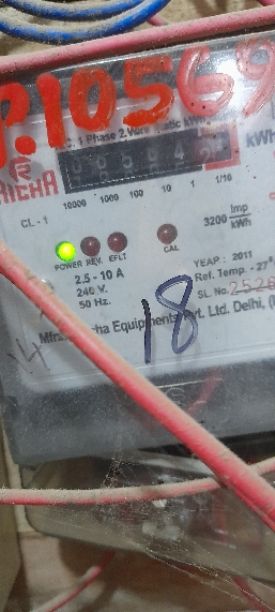 P.10569
1 Phase 2 Wire
RICHA
10000 1000 100 10 1 1/10
CL - 1
3200 Imp/kWh
POWER REV. EFLT CAL
2.5 - 10 A
240 V.
50 Hz.
YEAR : 2011
Ref. Temp. - 27°
SL. No. 2526
18
Pvt. Ltd. Delhi,
14